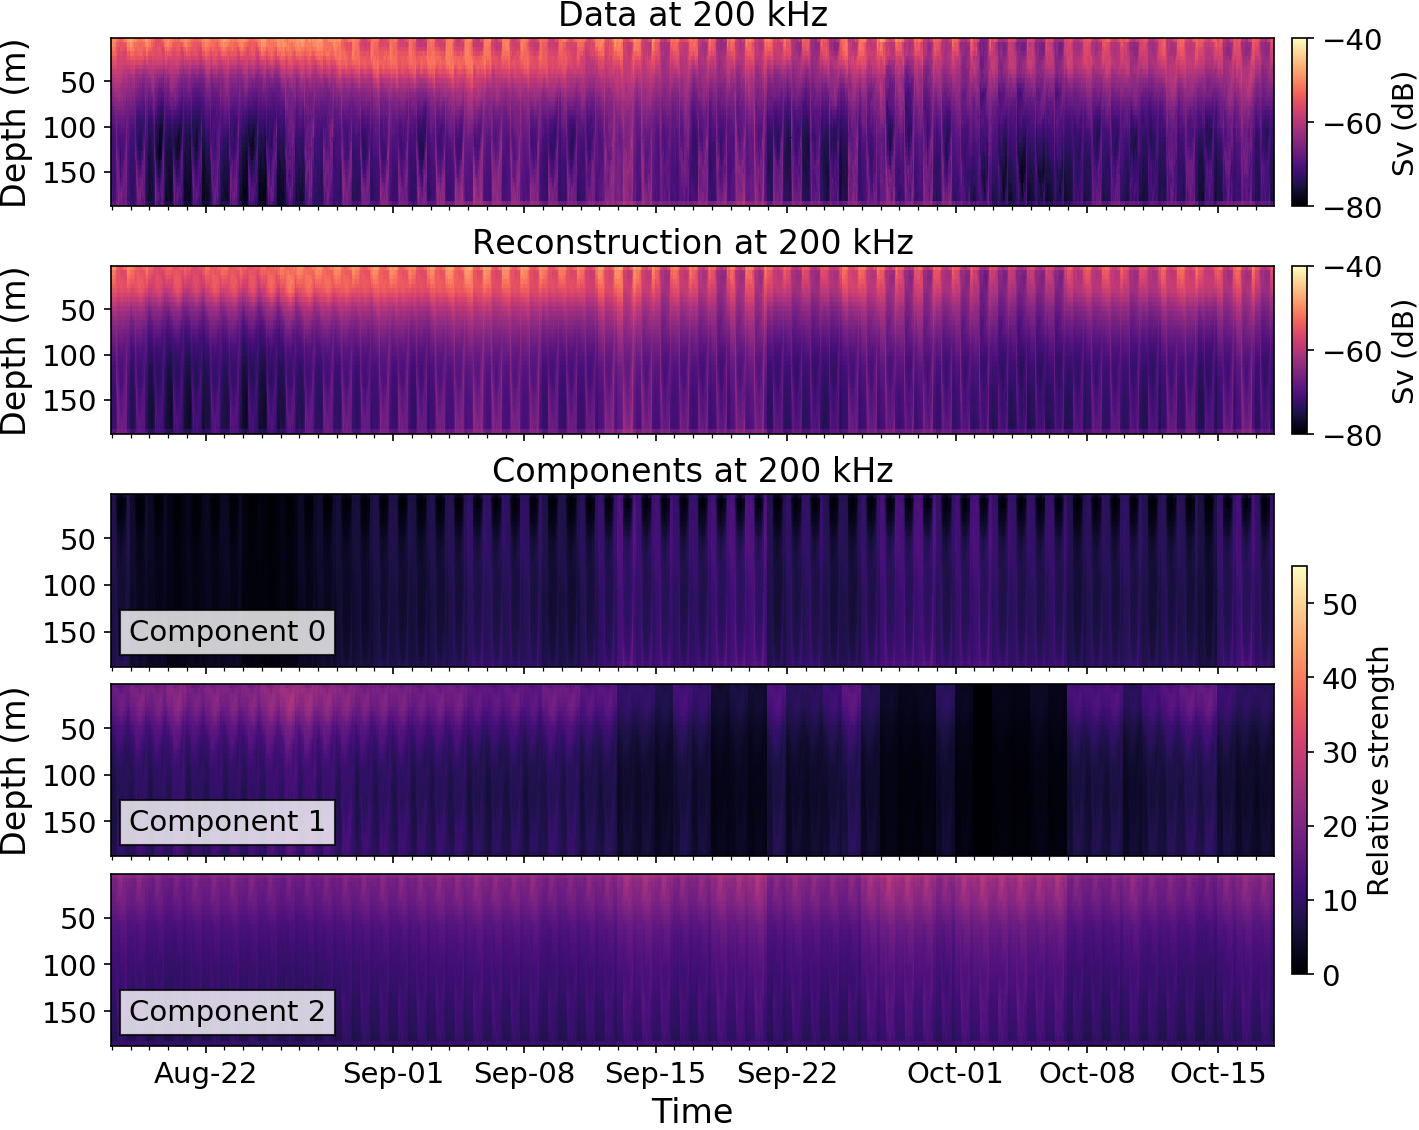 Data at 200 kHz
Depth (m)
50
100
150
−40
−60
−80
Sv (dB)
Reconstruction at 200 kHz
Depth (m)
50
100
150
−40
−60
−80
Sv (dB)
Components at 200 kHz
50
100
150
Component 0
Depth (m)
50
100
150
Component 1
50
100
150
Component 2
50
40
30
20
10
0
Relative strength
Aug-22 Sep-01 Sep-08 Sep-15 Sep-22 Oct-01 Oct-08 Oct-15
Time